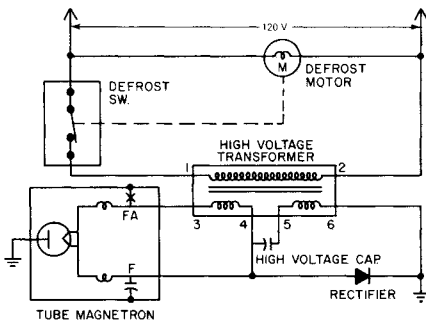 120 V
M
DEFROST
MOTOR
DEFROST
SW.
HIGH VOLTAGE
TRANSFORMER
1
2
FA
3
4
5
6
F
HIGH VOLTAGE CAP
RECTIFIER
TUBE MAGNETRON